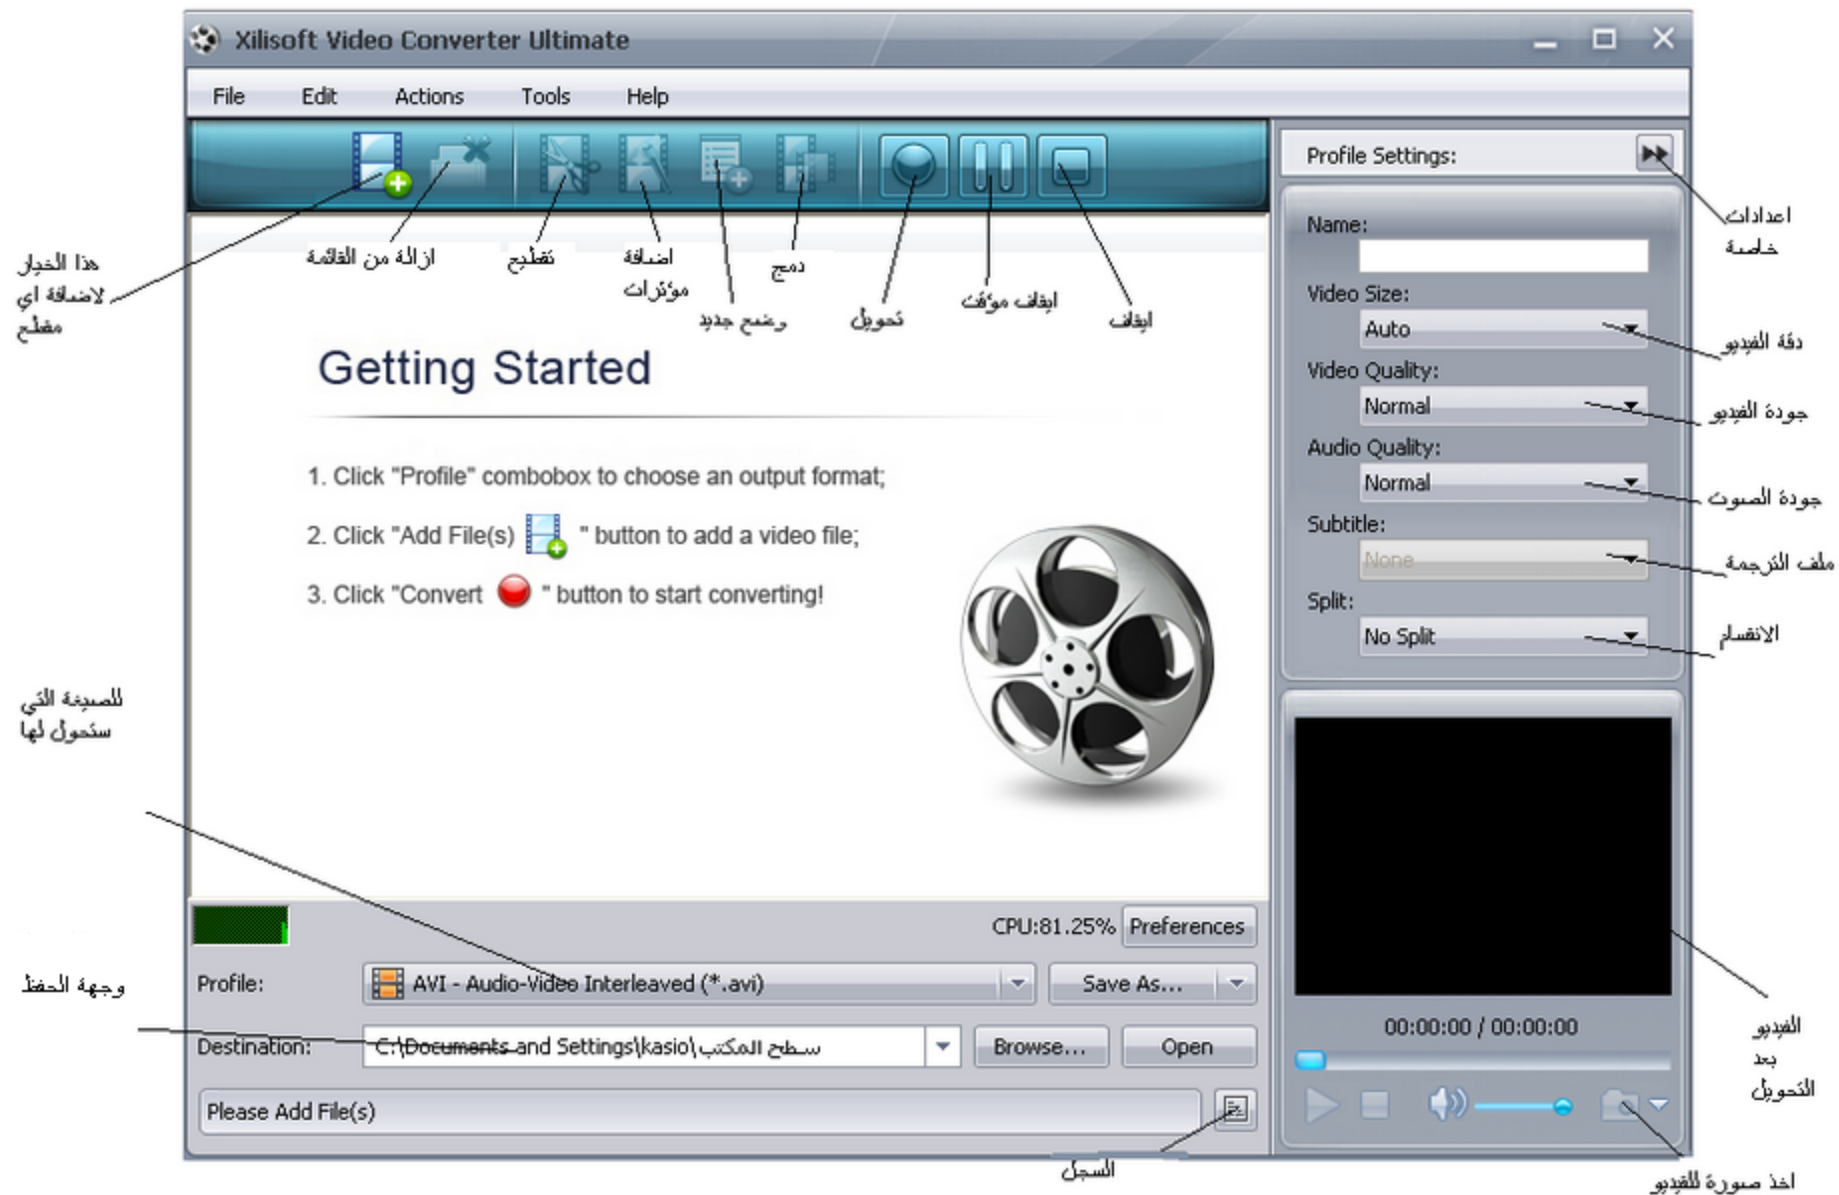 Xilisoft Video Converter Ultimate
File Edit Actions Tools Help
هذا الخيار
لاضافة اي
مقطع
ازالة من القائمة
تقطيع
اضافة
مؤثرات
وضع جديد
دمج
تحويل
ايقاف موؤقت
ايقاف
Getting Started
1. Click "Profile" combobox to choose an output format;
2. Click "Add File(s) " button to add a video file;
3. Click "Convert " button to start converting!
للصيغة التي
ستحول لها
CPU:81.25% Preferences
Profile: AVI - Audio-Video Interleaved (*.avi) Save As...
وجهة الحفظ
Destination: C:\Documents and Settings\kasio\سطح المكتب Browse... Open
Please Add File(s)
السجل
Profile Settings:
اعدادات
خاصة
Name:
Video Size:
Auto
دقة الفيديو
Video Quality:
Normal
جودة الفيديو
Audio Quality:
Normal
جودة الصوت
Subtitle:
None
ملف الترجمة
Split:
No Split
الانقسام
00:00:00 / 00:00:00
الفيديو
بعد
التحويل
اخذ صورة للفيديو